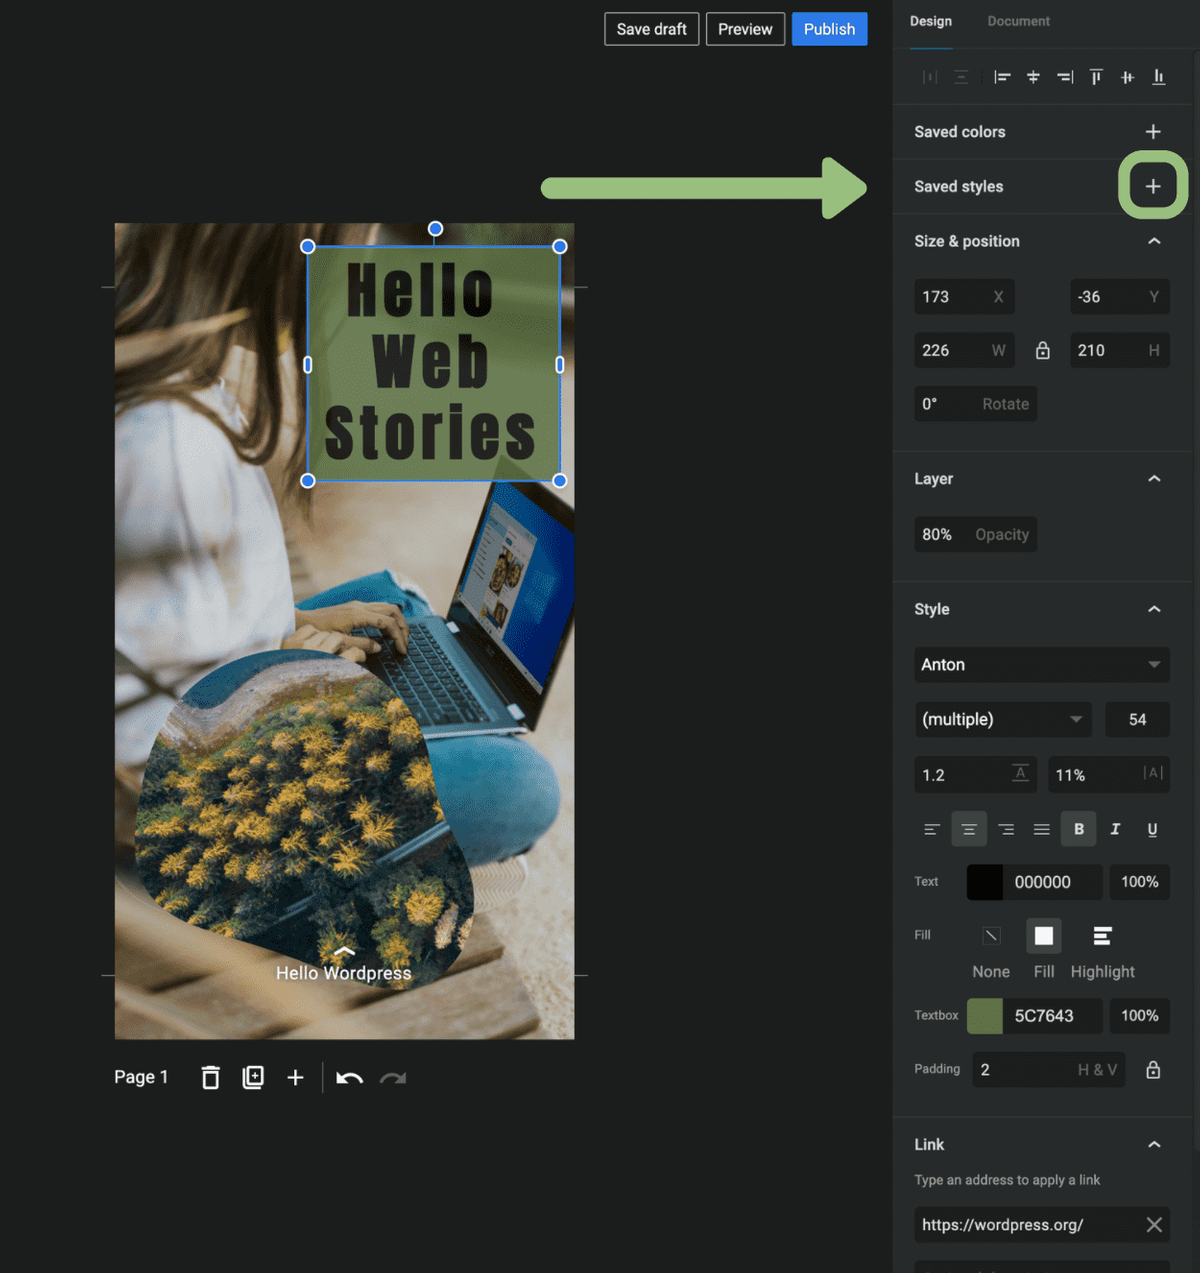 Save draft Preview Publish
Design Document
Saved colors
Saved styles
Size & position
173 X -36 Y
226 W 210 H
0° Rotate
Layer
80% Opacity
Style
Anton
(multiple) 54
1.2 A 11% |A|
B I U
Text 000000 100%
Fill
None Fill Highlight
Textbox 5C7643 100%
Padding 2 H & V
Link
Type an address to apply a link
https://wordpress.org/
Hello
Web
Stories
Hello Wordpress
Page 1